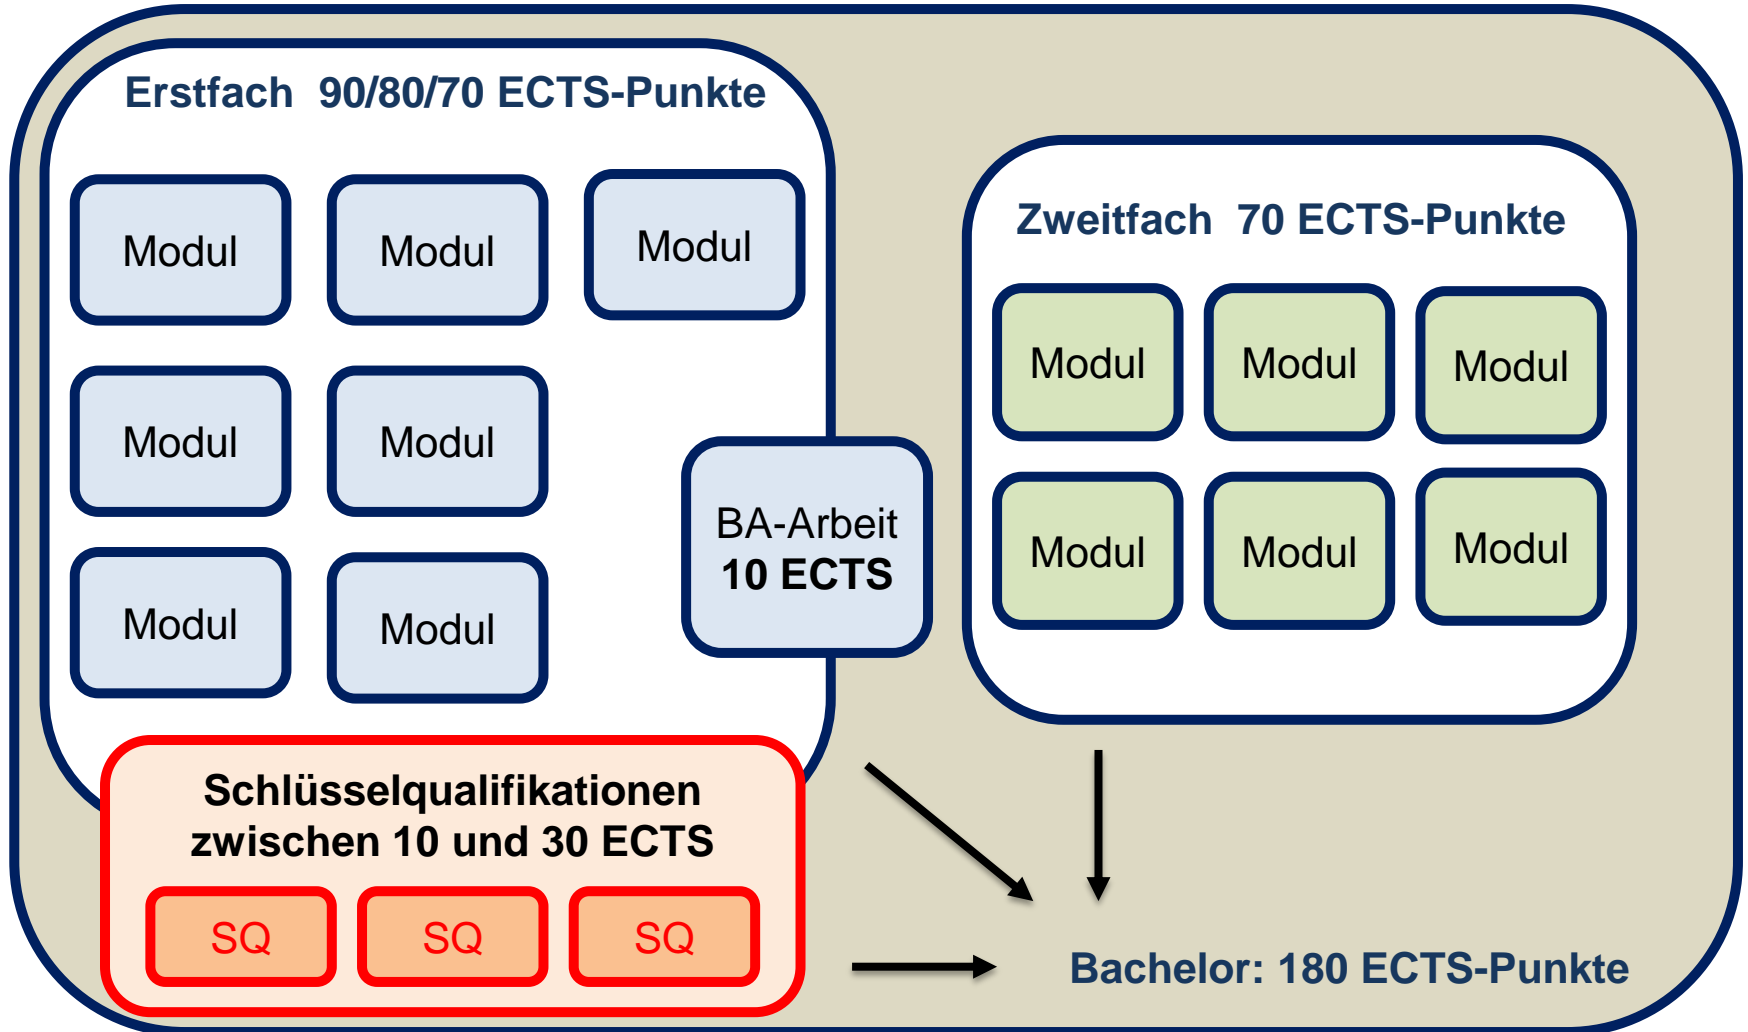 Erstfach 90/80/70 ECTS-Punkte
Modul
Modul
Modul
Modul
Modul
Modul
Modul
BA-Arbeit
10 ECTS
Zweitfach 70 ECTS-Punkte
Modul
Modul
Modul
Modul
Modul
Modul
Schlüsselqualifikationen
zwischen 10 und 30 ECTS
SQ
SQ
SQ
Bachelor: 180 ECTS-Punkte